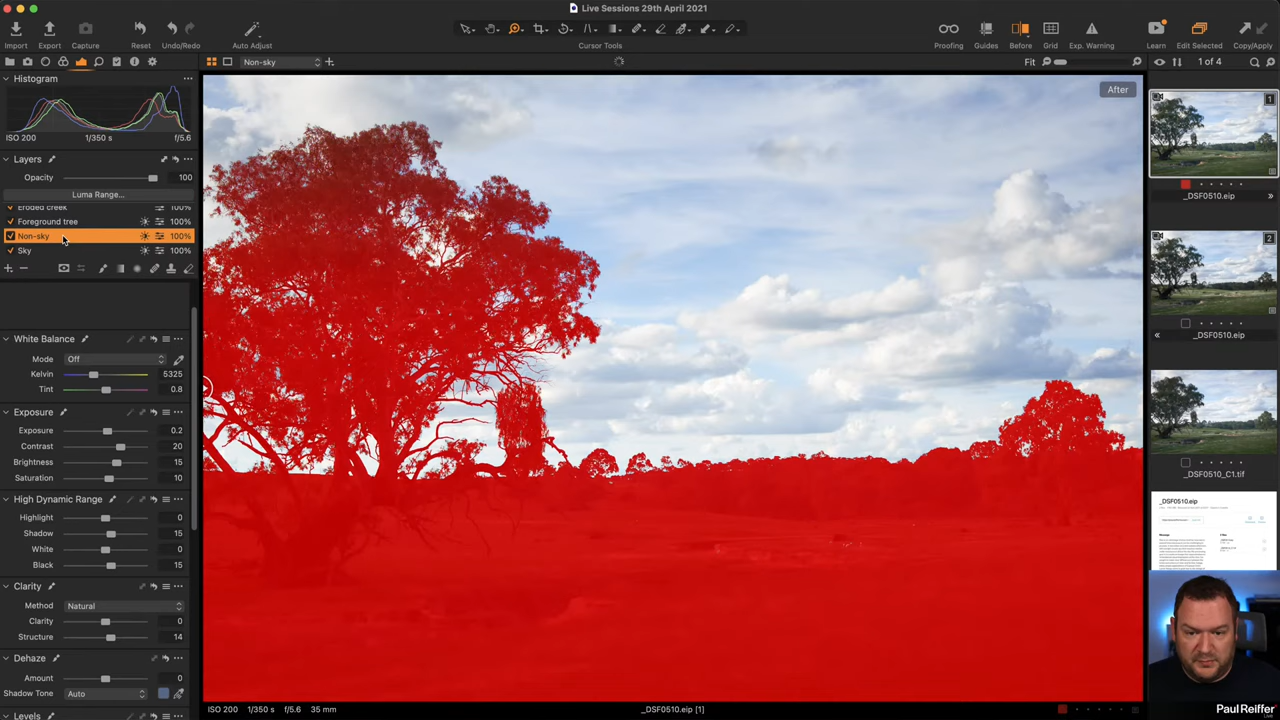 Live Sessions 29th April 2021
Import
Export
Capture
Reset
Undo/Redo
Auto Adjust
Cursor Tools
Proofing
Guides
Before
Grid
Exp. Warning
Learn
Edit Selected
Copy/Apply
Non-sky
Fit
1 of 4
Histogram
ISO 200
1/350 s
f/5.6
Layers
Opacity
100
Luma Range...
Eroded creek 100%
Foreground tree 100%
Non-sky 100%
Sky 100%
White Balance
Mode Off
Kelvin 5325
Tint 0.8
Exposure
Exposure 0.2
Contrast 20
Brightness 15
Saturation 10
High Dynamic Range
Highlight 0
Shadow 15
White 0
Black 15
Clarity
Method Natural
Clarity 0
Structure 14
Dehaze
Amount 0
Shadow Tone Auto
Levels
After
ISO 200 1/350 s f/5.6 35 mm
_DSF0510.eip [1]
1
_DSF0510.eip
2
_DSF0510.eip
_DSF0510_C1.tif
_DSF0510.eip
Paul Reiffer
Live